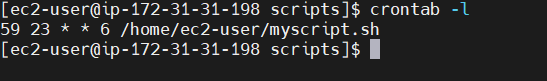 [ec2-user@ip-172-31-31-198 scripts]$ crontab -l
59 23 * * 6 /home/ec2-user/myscript.sh
[ec2-user@ip-172-31-31-198 scripts]$